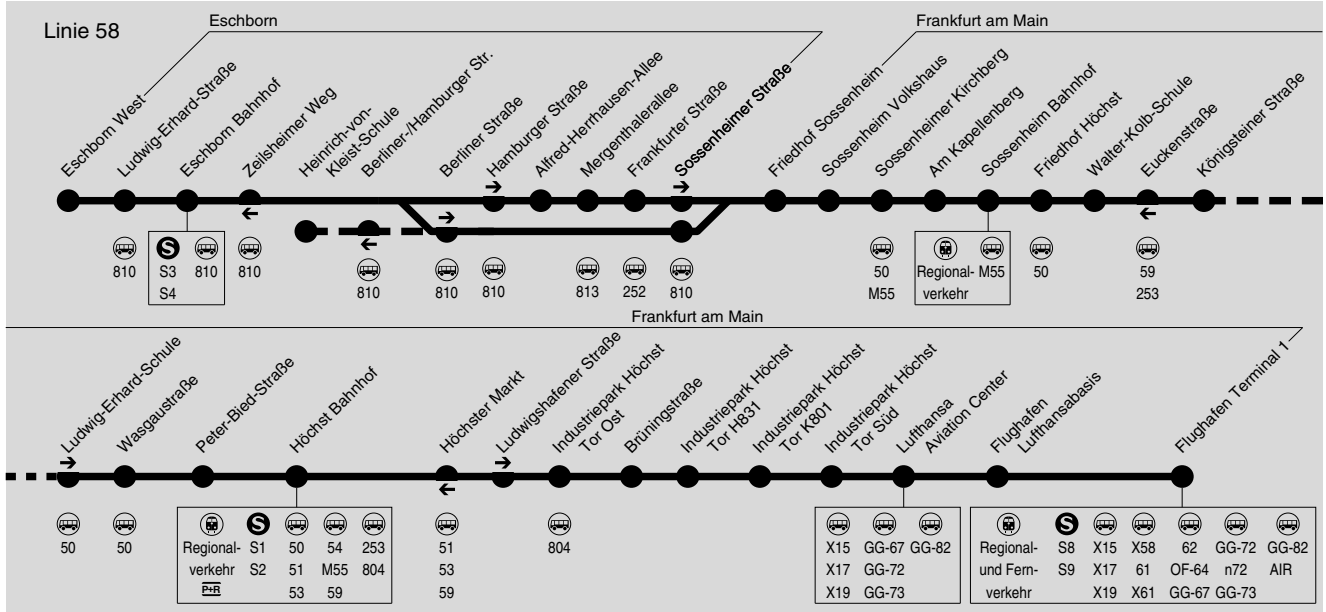 Linie 58
Eschborn
Frankfurt am Main
Eschborn West
Ludwig-Erhard-Straße
Eschborn Bahnhof
Zeilsheimer Weg
Heinrich-von-
Kleist-Schule
Berliner-/Hamburger Str.
Berliner Straße
Hamburger Straße
Alfred-Herrhausen-Allee
Mergenthalerallee
Frankfurter Straße
Sossenheimer Straße
Friedhof Sossenheim
Sossenheim Volkshaus
Sossenheimer Kirchberg
Am Kapellenberg
Sossenheim Bahnhof
Friedhof Höchst
Walter-Kolb-Schule
Euckenstraße
Königsteiner Straße
810
S S3
S4
810
810
810
810
810
813
252
810
50
M55
Regional-
verkehr
M55
50
59
253
Frankfurt am Main
Ludwig-Erhard-Schule
Wasgaustraße
Peter-Bied-Straße
Höchst Bahnhof
Höchster Markt
Ludwigshafener Straße
Industriepark Höchst
Tor Ost
Brüningstraße
Industriepark Höchst
Tor H831
Industriepark Höchst
Tor K801
Industriepark Höchst
Tor Süd
Lufthansa
Aviation Center
Flughafen
Lufthansabasis
Flughafen Terminal 1
50
50
S
Regional- S1 50 54 253
verkehr S2 51 M55 804
P+R 53 59
51
53
59
804
X15 GG-67 GG-82
X17 GG-72
X19 GG-73
S
Regional- S8 X15 X58 62 GG-72 GG-82
und Fern- S9 X17 61 OF-64 n72 AIR
verkehr X19 X61 GG-67 GG-73